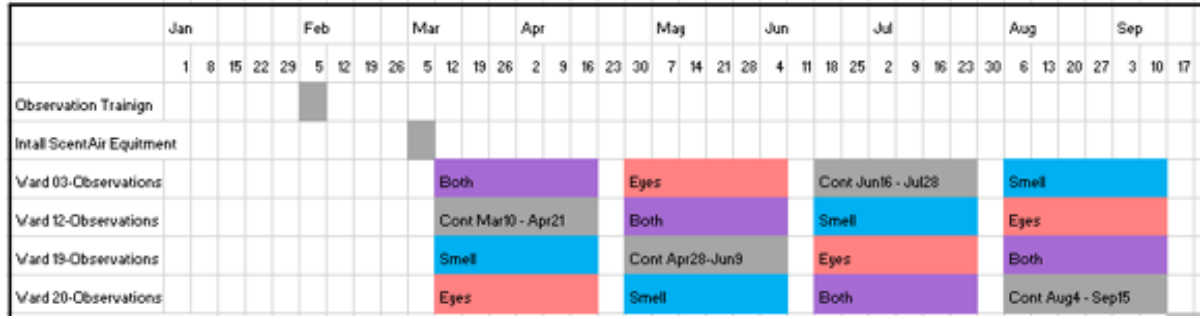 Jan Feb Mar Apr May Jun Jul Aug Sep
1 8 15 22 29 5 12 19 26 5 12 19 26 2 9 16 23 30 7 14 21 28 4 11 18 25 2 9 16 23 30 6 13 20 27 3 10 17
Observation Trainign
Intall ScentAir Equitment
Ward 03-Observations Both Eyes Cont Jun16 - Jul28 Smell
Ward 12-Observations Cont Mar10 - Apr21 Both Smell Eyes
Ward 19-Observations Smell Cont Apr28-Jun9 Eyes Both
Ward 20-Observations Eyes Smell Both Cont Aug4 - Sep15